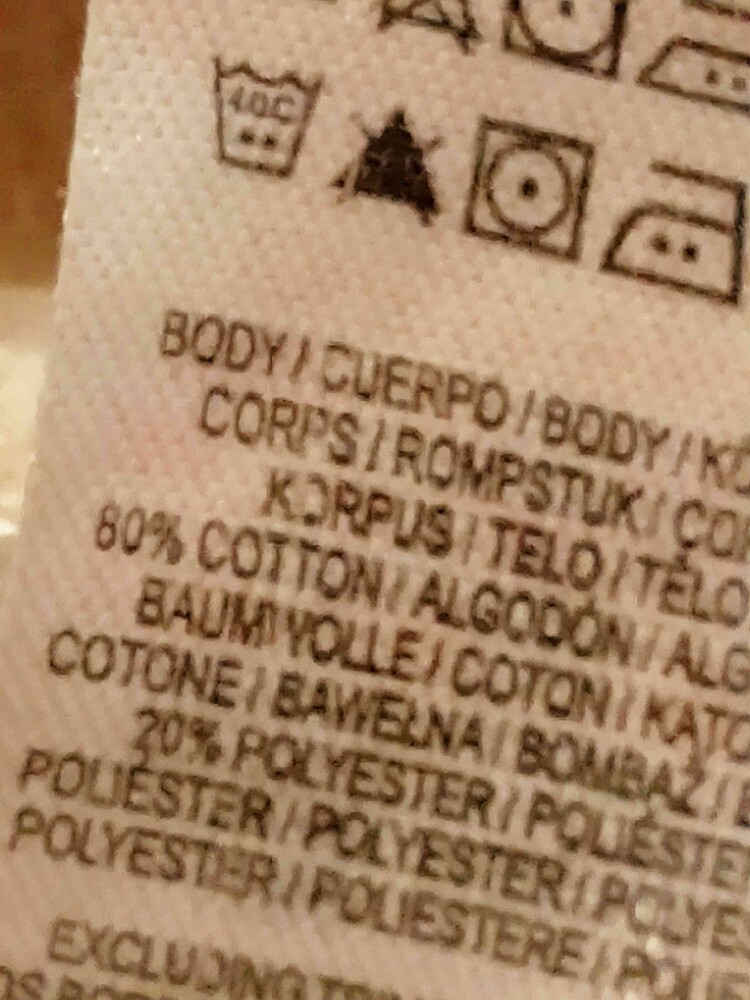 40C
BODY / CUERPO / BODY /
CORPS / ROMPSTUK /
KORPUS / TELO / TĚLO
80% COTTON / ALGODÓN /
BAUMWOLLE / COTON /
COTONE / BAWEŁNA / BOMBAŽ /
20% POLYESTER / POLIÉSTER
POLIÉSTER / POLYESTER /
POLYESTER / POLIESTERE /
EXCLUDING